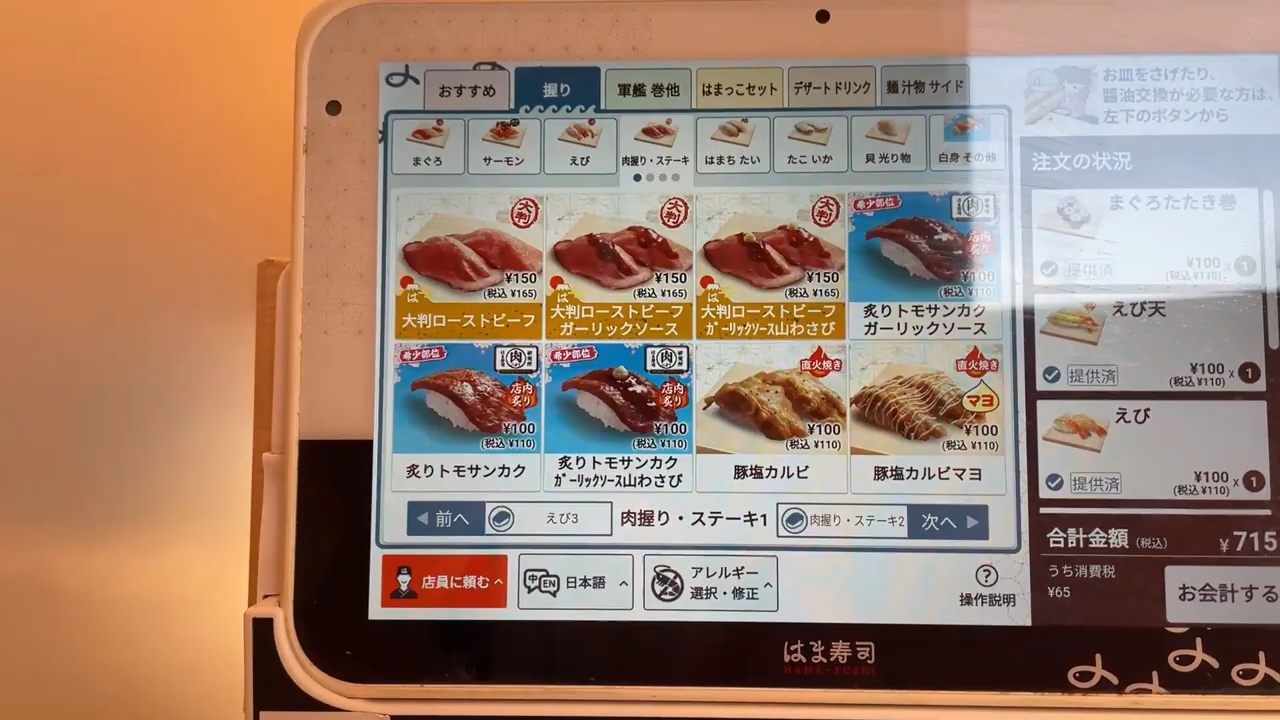 おすすめ
握り
軍艦 巻他
はまっこセット
デザート ドリンク
麺 汁物 サイド
まぐろ
サーモン
えび
肉握り・ステーキ
はまち たい
たこ いか
貝 光り物
白身 その他
大判
¥150
(税込 ¥165)
は
大判ローストビーフ
大判
¥150
(税込 ¥165)
は
大判ローストビーフ
ガーリックソース
大判
¥150
(税込 ¥165)
は
大判ローストビーフ
ガーリックソース山わさび
希少部位
肉
店内
炙り
¥100
(税込 ¥110)
炙りトモサンカク
ガーリックソース
希少部位
肉
店内
炙り
¥100
(税込 ¥110)
炙りトモサンカク
希少部位
肉
店内
炙り
¥100
(税込 ¥110)
炙りトモサンカク
ガーリックソース山わさび
直火焼き
¥100
(税込 ¥110)
豚塩カルビ
直火焼き
マヨ
¥100
(税込 ¥110)
豚塩カルビマヨ
前へ
えび3
肉握り・ステーキ1
肉握り・ステーキ2
次へ
店員に頼む
中 EN
日本語
アレルギー
選択・修正
?
操作説明
お皿をさげたり、
醤油交換が必要な方は、
左下のボタンから
注文の状況
まぐろたたき巻
提供済
¥100
(税込 ¥110)
x 1
えび天
提供済
¥100
(税込 ¥110)
x 1
えび
提供済
¥100
(税込 ¥110)
x 1
合計金額 (税込)
¥715
うち消費税
¥65
お会計する
はま寿司
HAMA-SUSHI